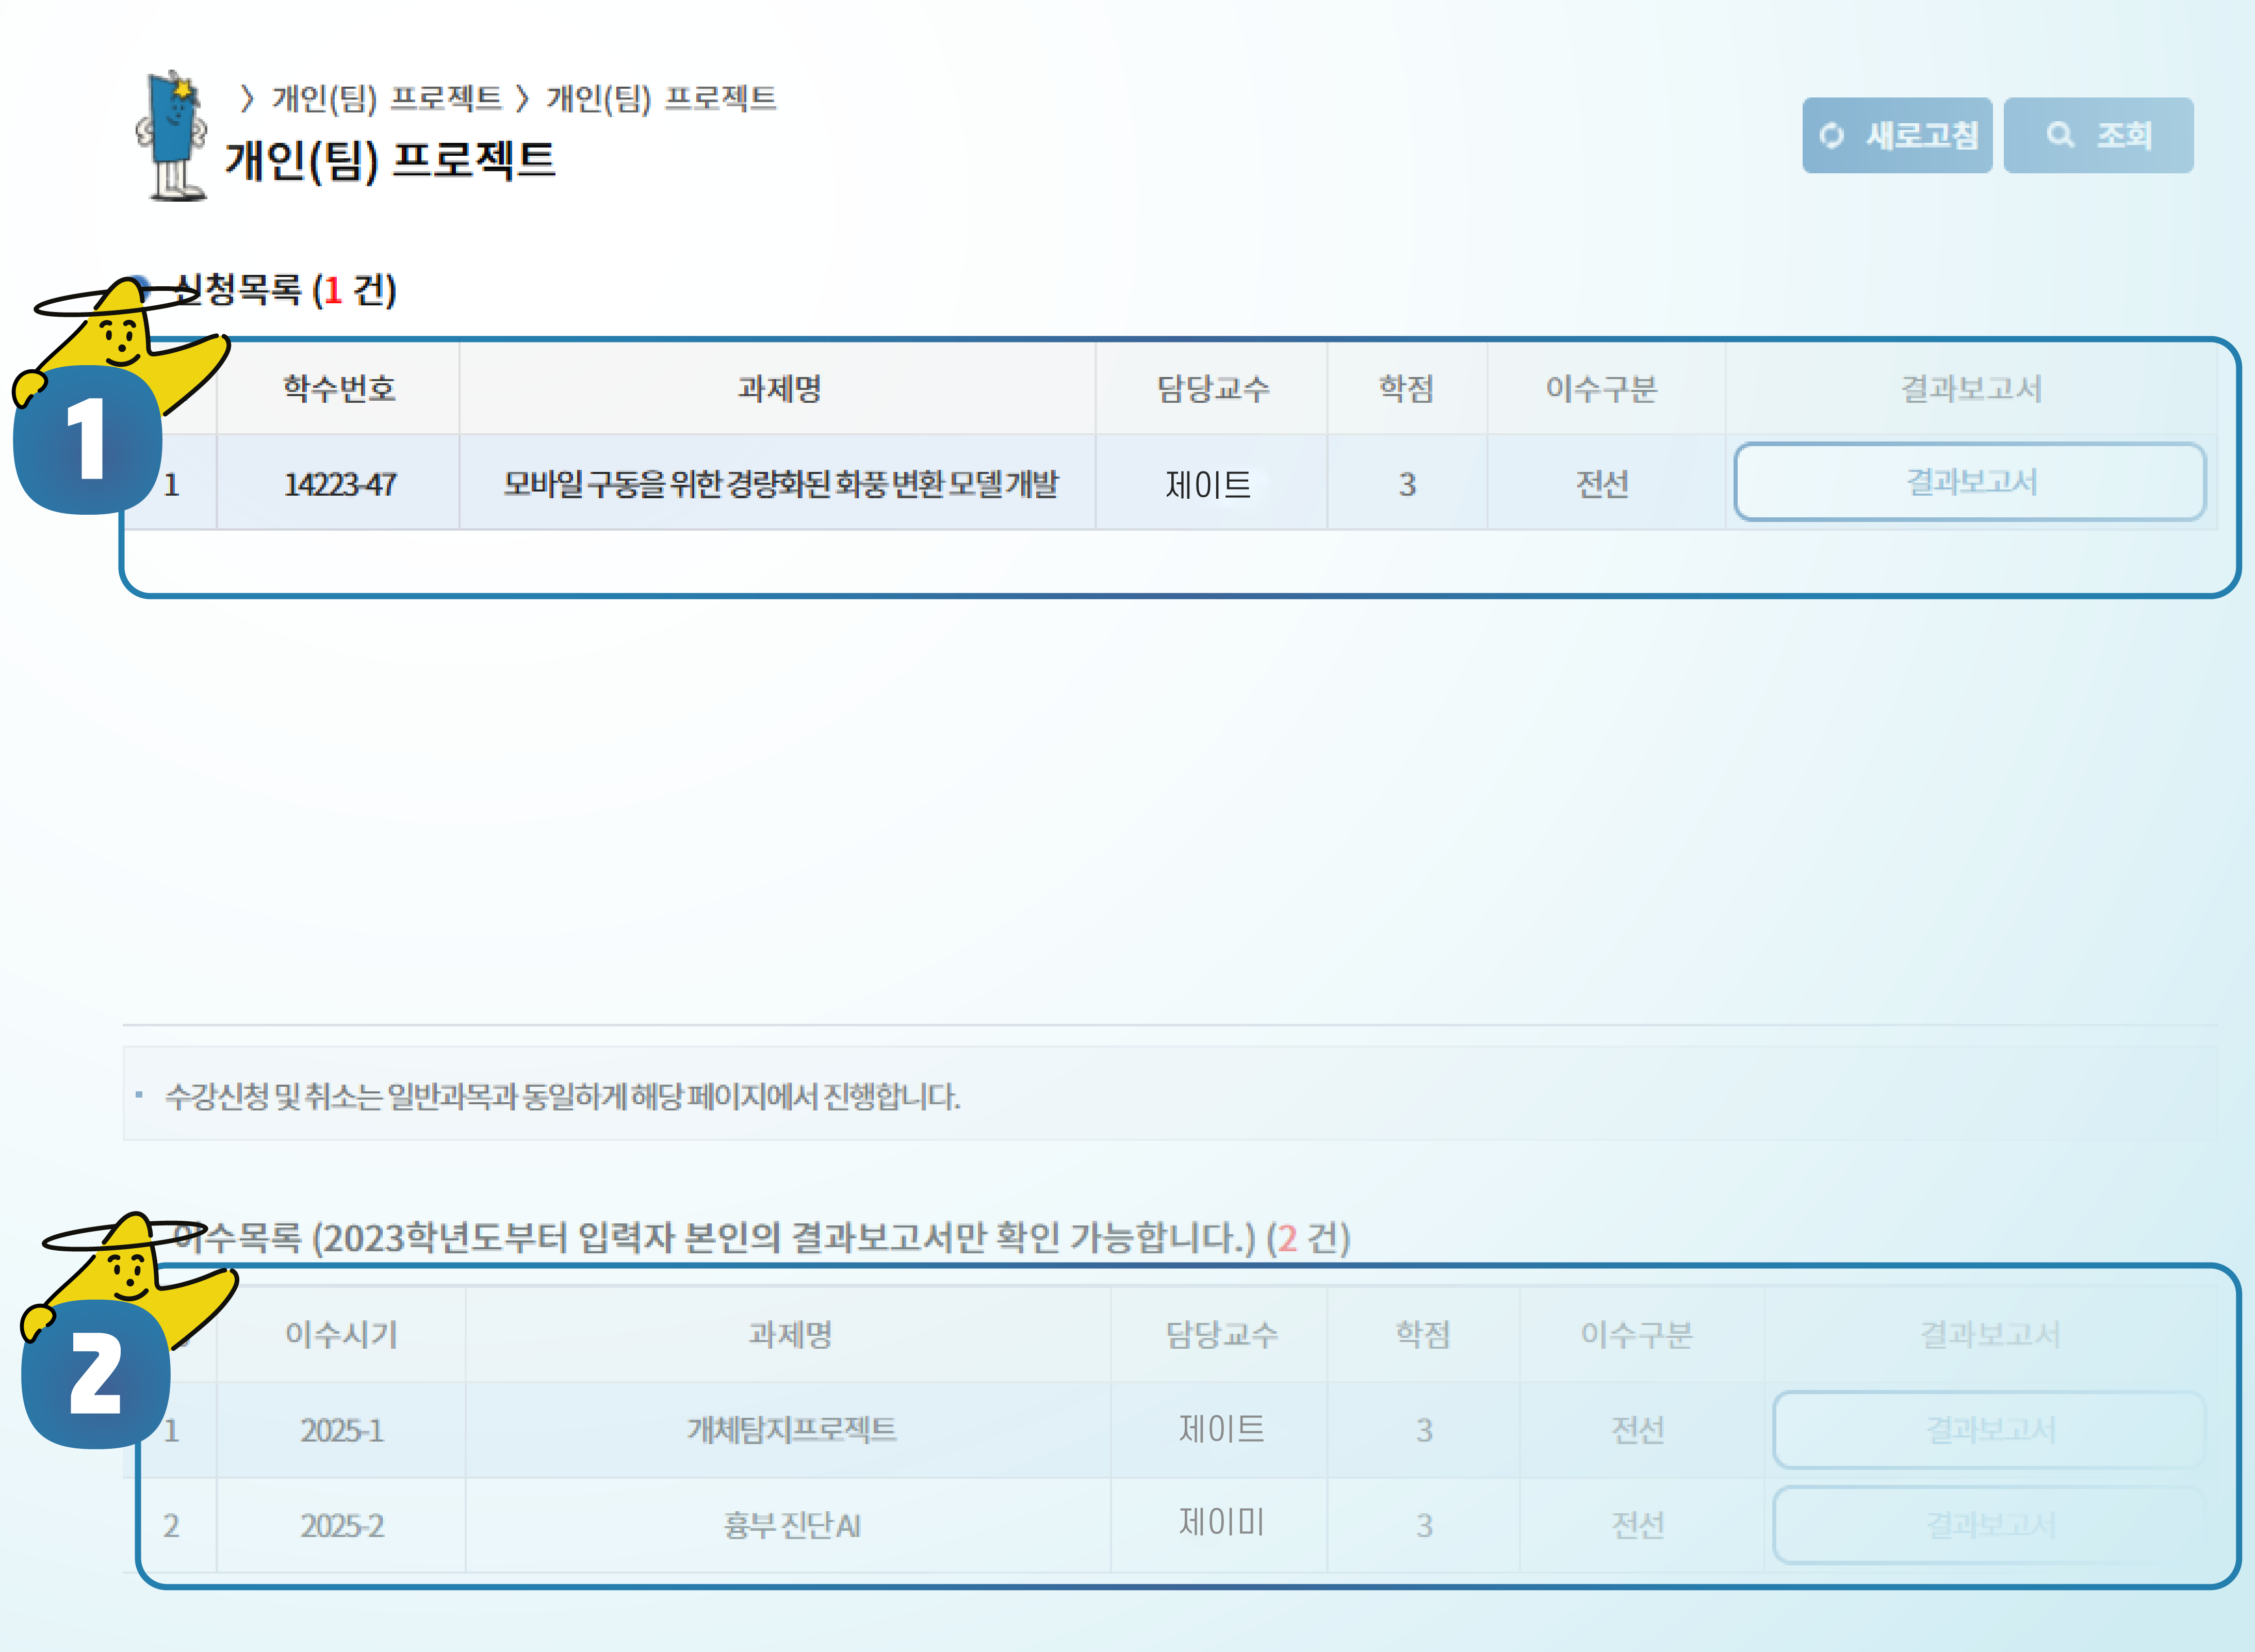 〉 개인(팀) 프로젝트 〉 개인(팀) 프로젝트
개인(팀) 프로젝트
새로고침 조회
신청목록 (1 건)
1
학수번호 과제명 담당교수 학점 이수구분 결과보고서
1 14223-47 모바일 구동을 위한 경량화된 화풍 변환 모델 개발 제이트 3 전선 결과보고서
수강신청 및 취소는 일반과목과 동일하게 해당 페이지에서 진행합니다.
이수목록 (2023학년도부터 입력자 본인의 결과보고서만 확인 가능합니다.) (2 건)
2
이수시기 과제명 담당교수 학점 이수구분 결과보고서
1 2025-1 개체탐지프로젝트 제이트 3 전선 결과보고서
2 2025-2 흉부 진단 AI 제이미 3 전선 결과보고서